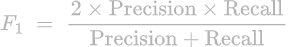 F₁ = (2 × Precision × Recall) / (Precision + Recall)